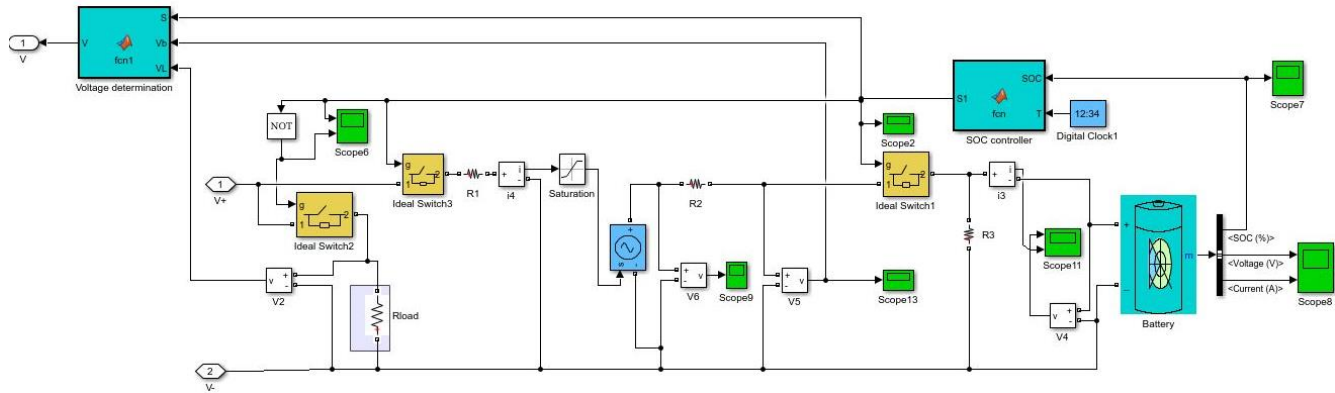 1
V
V
fcn1
S
Vb
VL
Voltage determination
SOC
S1
fcn
T
SOC controller
12:34
Digital Clock1
Scope7
NOT
Scope6
Scope2
g
1
2
Ideal Switch3
R1
+
-
i
i4
Saturation
R2
g
1
2
Ideal Switch1
+
-
i
i3
1
V+
g
1
2
Ideal Switch2
R3
Scope11
+
m
<SOC (%)>
<Voltage (V)>
<Current (A)>
Scope8
v
+
-
V2
Rload
+
s
-
+
-
v
V6
Scope9
+
-
v
V5
Scope13
v
+
-
V4
_
Battery
2
V-